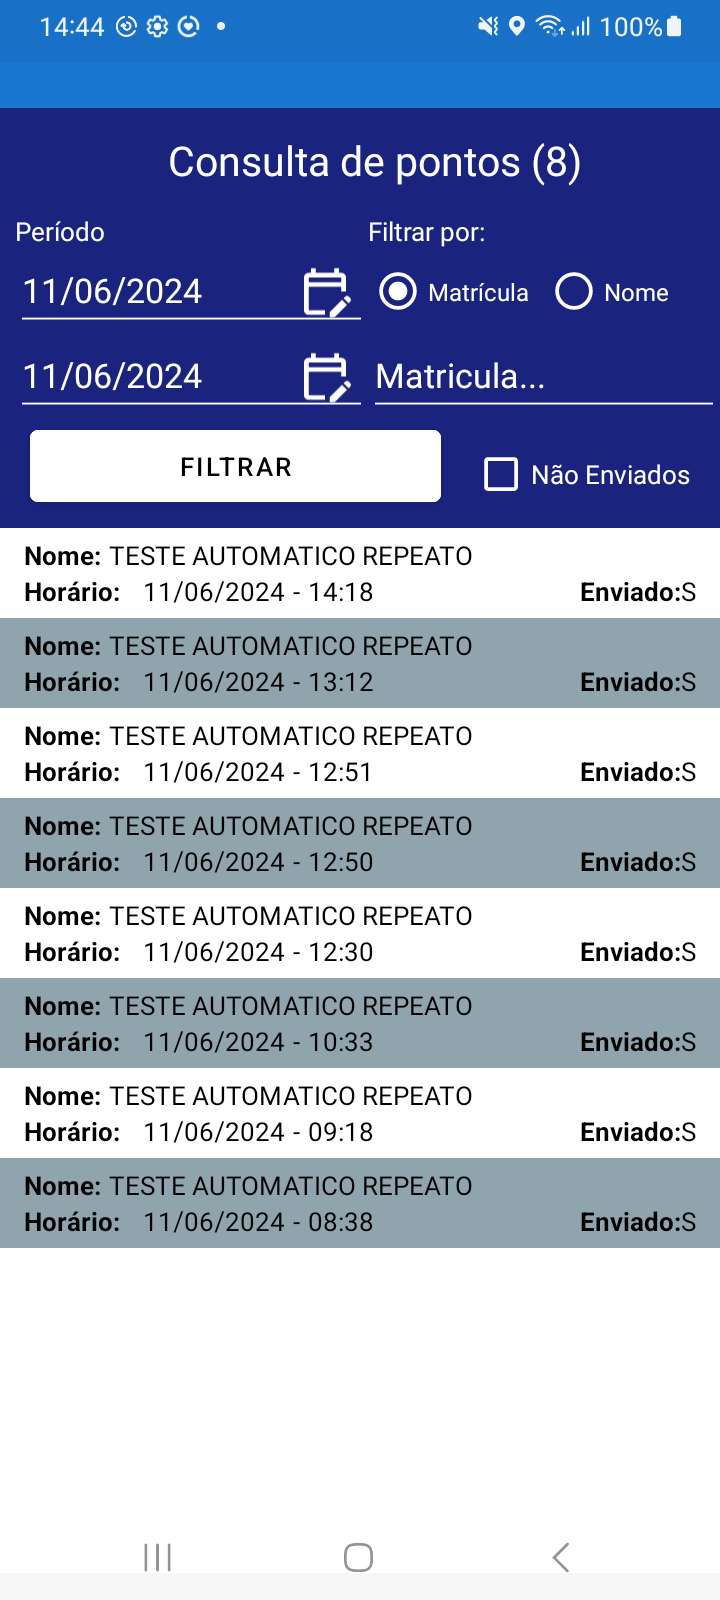 14:44 100%
Consulta de pontos (8)
Período Filtrar por:
11/06/2024 Matrícula Nome
11/06/2024 Matricula...
FILTRAR Não Enviados
Nome: TESTE AUTOMATICO REPEATO
Horário: 11/06/2024 - 14:18 Enviado:S
Nome: TESTE AUTOMATICO REPEATO
Horário: 11/06/2024 - 13:12 Enviado:S
Nome: TESTE AUTOMATICO REPEATO
Horário: 11/06/2024 - 12:51 Enviado:S
Nome: TESTE AUTOMATICO REPEATO
Horário: 11/06/2024 - 12:50 Enviado:S
Nome: TESTE AUTOMATICO REPEATO
Horário: 11/06/2024 - 12:30 Enviado:S
Nome: TESTE AUTOMATICO REPEATO
Horário: 11/06/2024 - 10:33 Enviado:S
Nome: TESTE AUTOMATICO REPEATO
Horário: 11/06/2024 - 09:18 Enviado:S
Nome: TESTE AUTOMATICO REPEATO
Horário: 11/06/2024 - 08:38 Enviado:S